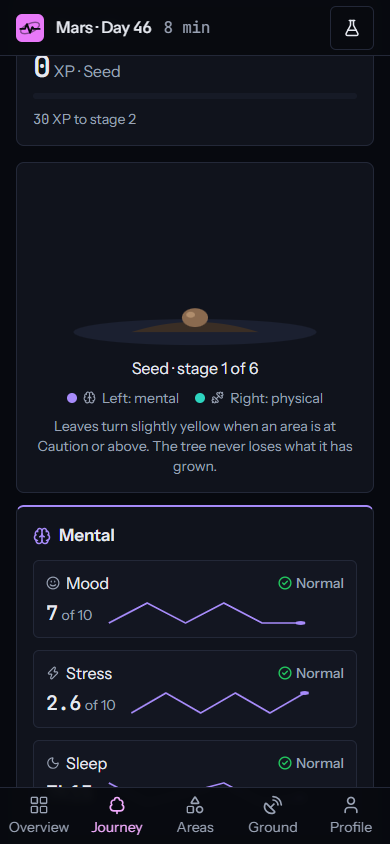 Mars·Day 46 8 min
0 XP·Seed
30 XP to stage 2
Seed·stage 1 of 6
Left: mental Right: physical
Leaves turn slightly yellow when an area is at
Caution or above. The tree never loses what it has
grown.
Mental
Mood Normal
7 of 10
Stress Normal
2.6 of 10
Sleep Normal
Overview Journey Areas Ground Profile